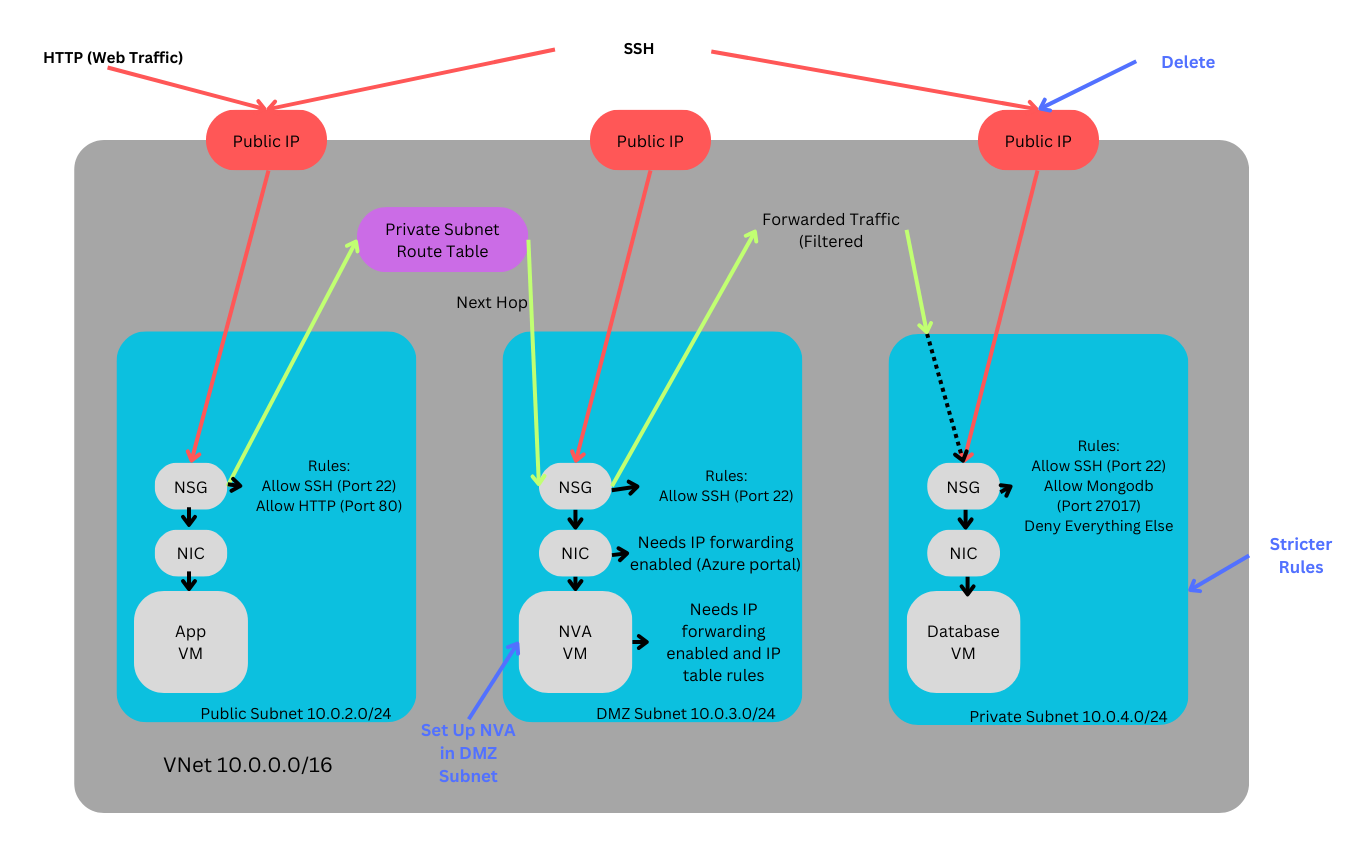 HTTP (Web Traffic)
SSH
Delete
Public IP
Public IP
Public IP
Private Subnet
Route Table
Forwarded Traffic
(Filtered
Next Hop
NSG
Rules:
Allow SSH (Port 22)
Allow HTTP (Port 80)
NIC
App
VM
Public Subnet 10.0.2.0/24
NSG
Rules:
Allow SSH (Port 22)
NIC
Needs IP forwarding
enabled (Azure portal)
NVA
VM
Needs IP
forwarding
enabled and IP
table rules
DMZ Subnet 10.0.3.0/24
NSG
Rules:
Allow SSH (Port 22)
Allow Mongodb
(Port 27017)
Deny Everything Else
NIC
Database
VM
Private Subnet 10.0.4.0/24
Stricter
Rules
Set Up NVA
in DMZ
Subnet
VNet 10.0.0.0/16